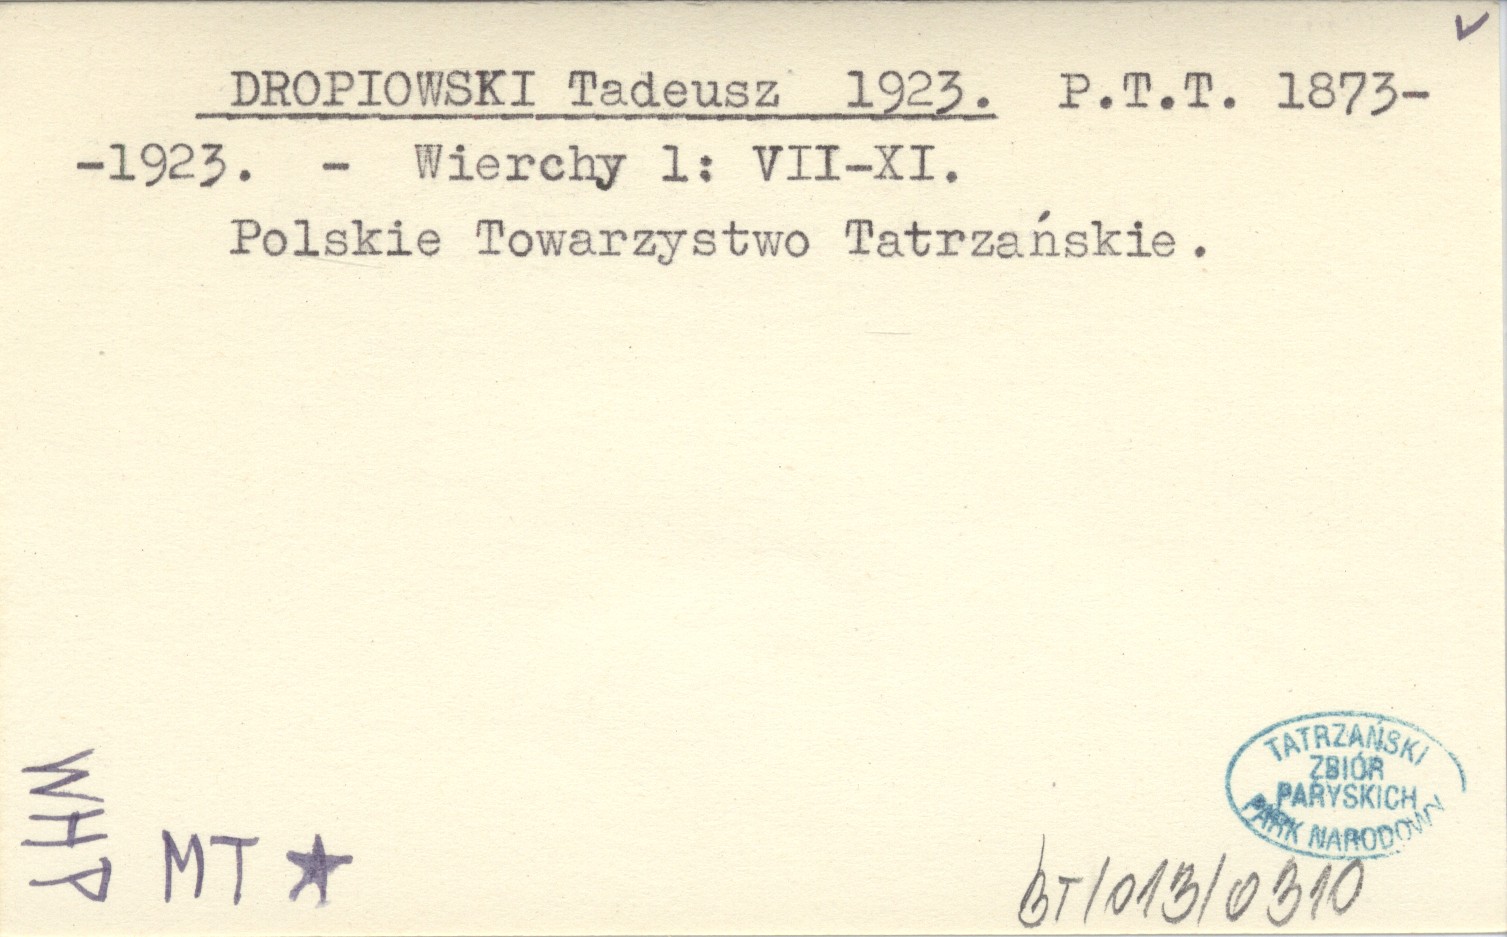 DROPIOWSKI Tadeusz 1923. P.T.T. 1873-
-1923. - Wierchy 1: VII-XI.
Polskie Towarzystwo Tatrzańskie.
WHP
MT
TATRZAŃSKI
ZBIÓR
PARYSKICH
PARK NARODOWY
BT/013/0310